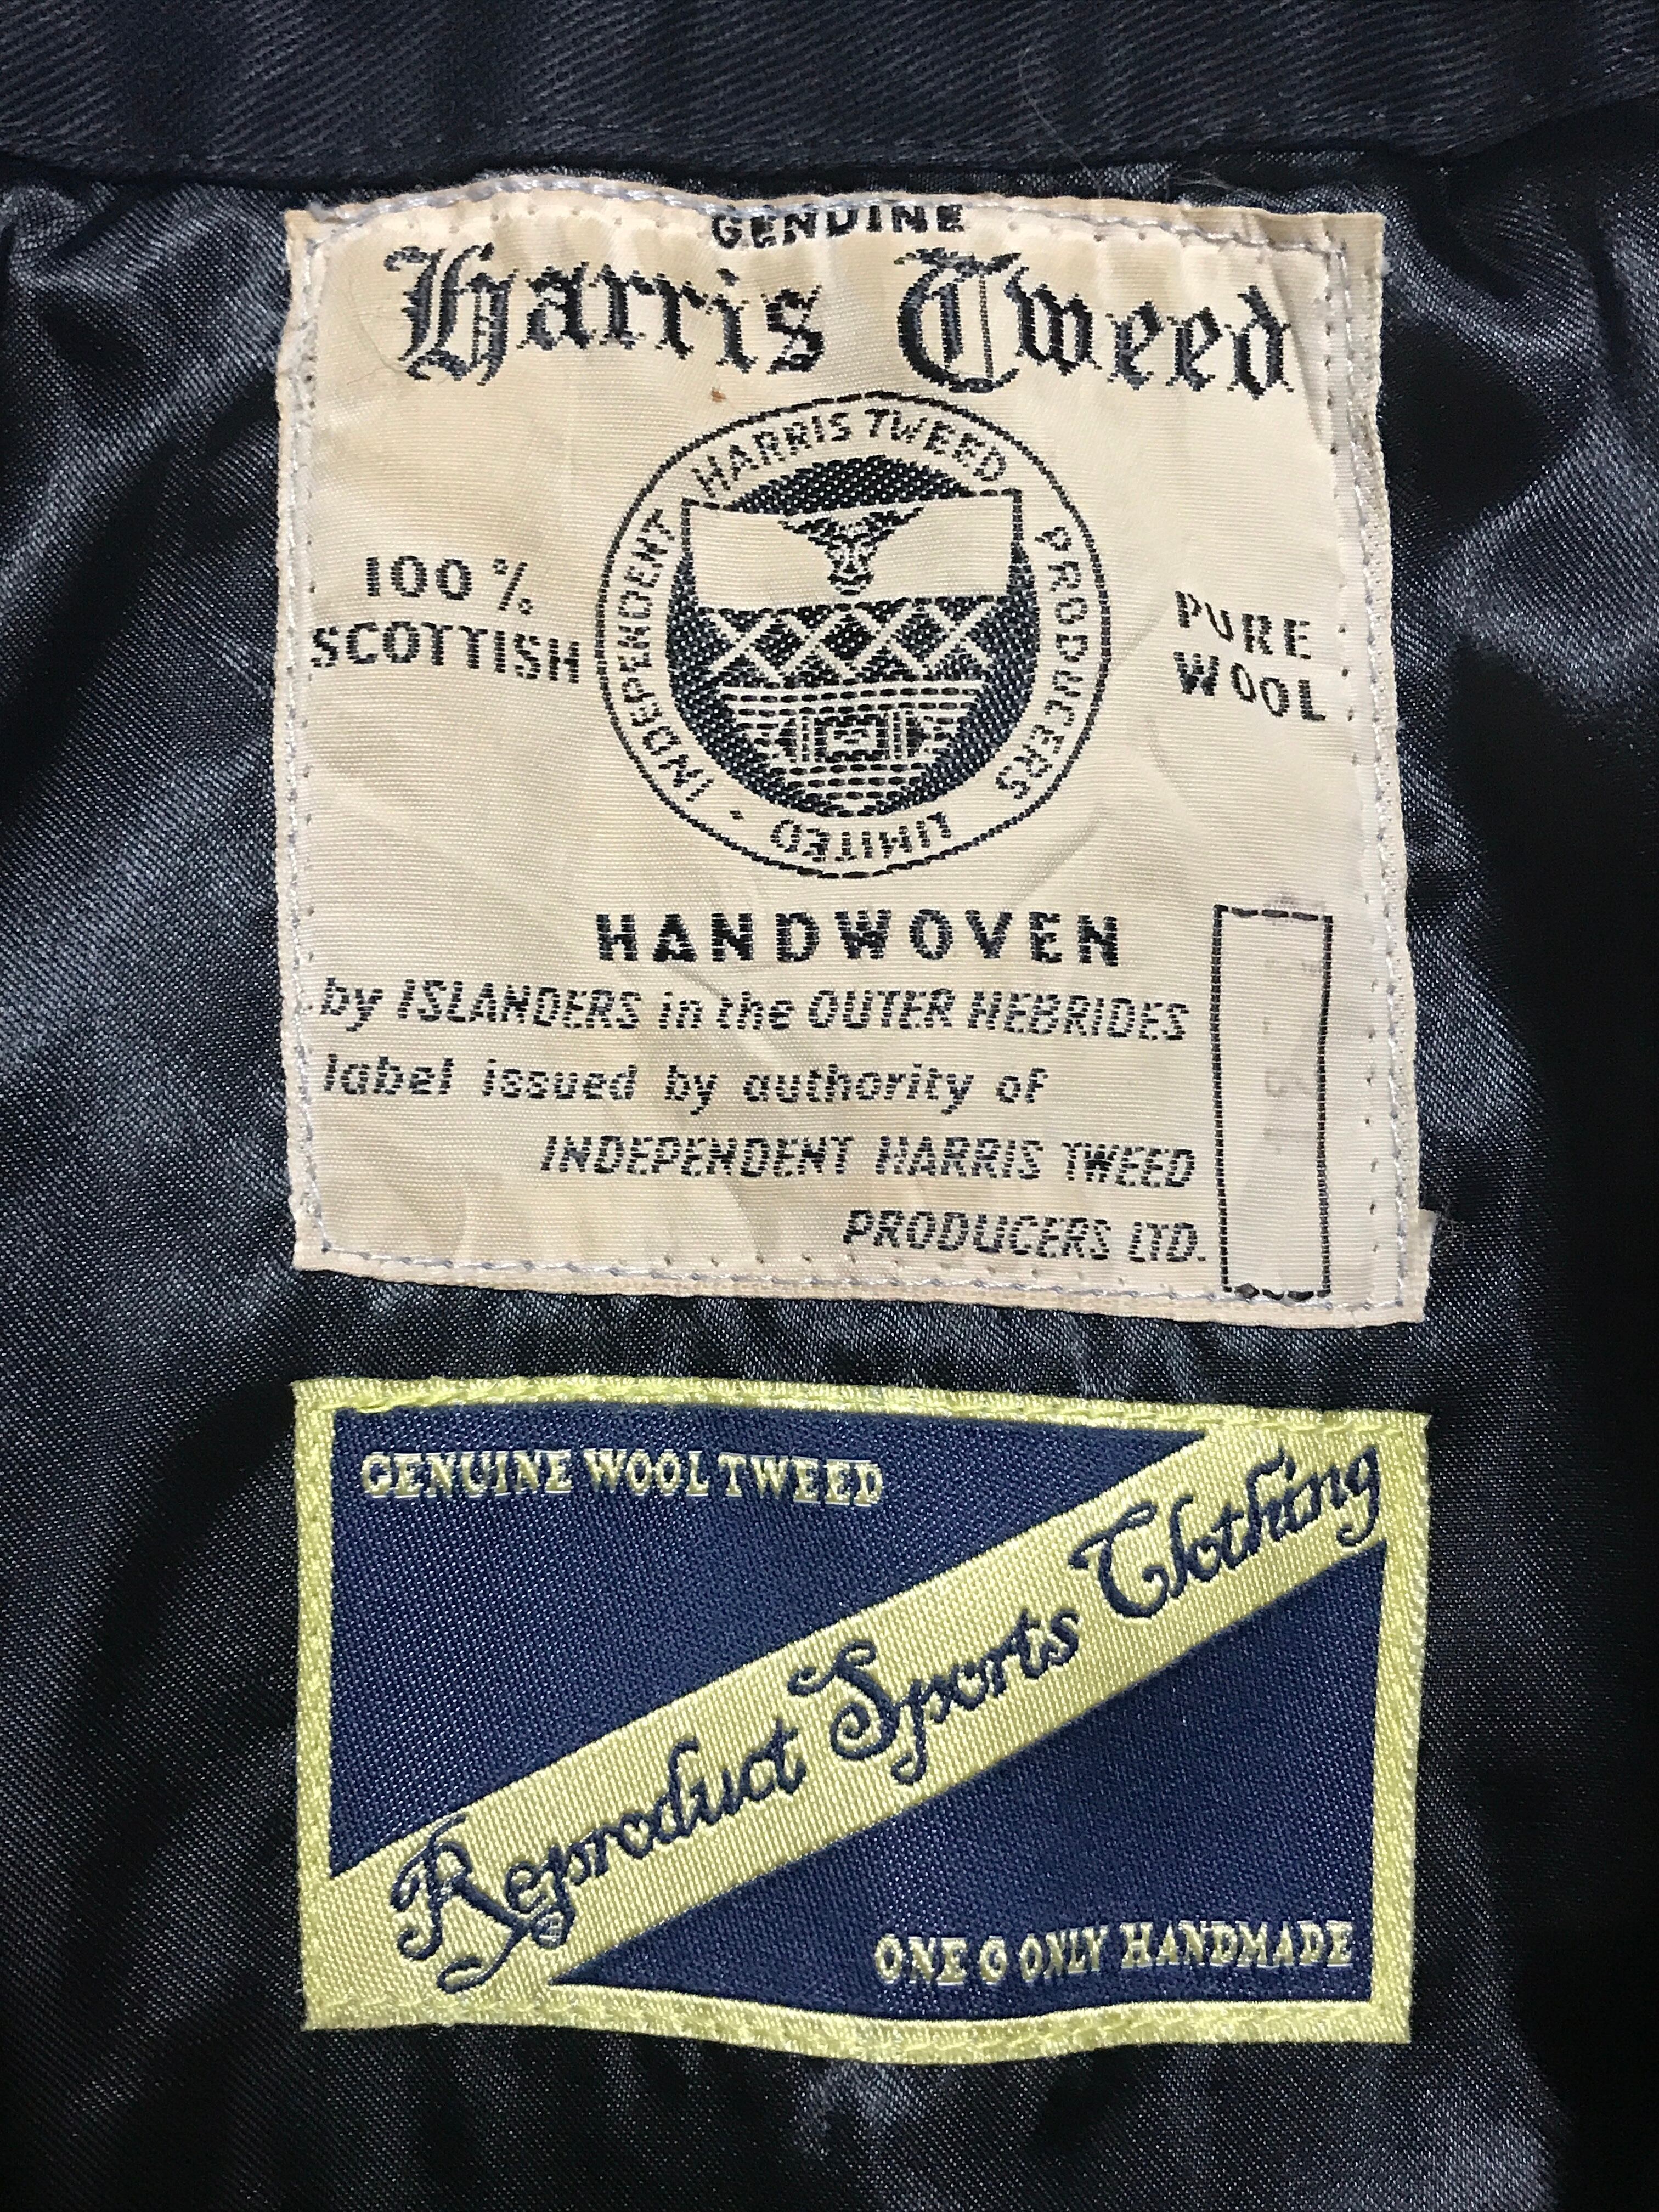 GENUINE
Harris Tweed
INDEPENDENT HARRIS TWEED PRODUCERS LIMITED •
100%
SCOTTISH
PURE
WOOL
HANDWOVEN
by ISLANDERS in the OUTER HEBRIDES
label issued by authority of
INDEPENDENT HARRIS TWEED
PRODUCERS LTD.
GENUINE WOOL TWEED
Reproduct Sports Clothing
ONE O ONLY HANDMADE